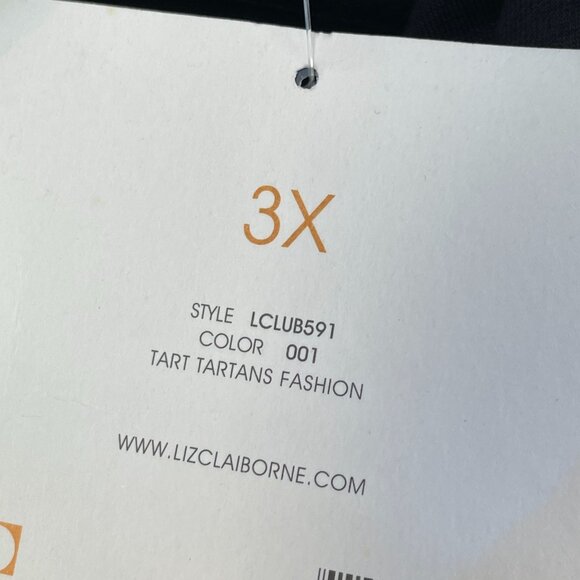 3X
STYLE LCLUB591
COLOR 001
TART TARTANS FASHION
WWW.LIZCLAIBORNE.COM